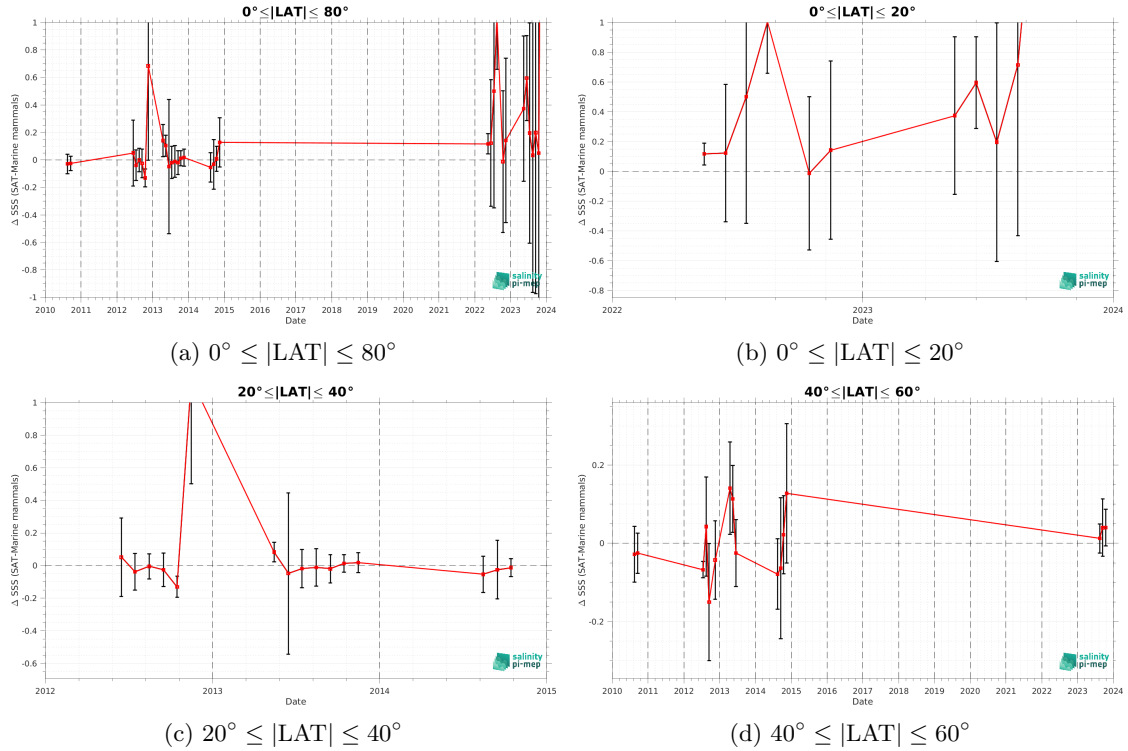 0°≤|LAT|≤ 80°
1
0.8
0.6
0.4
0.2
0
-0.2
-0.4
-0.6
-0.8
-1
Δ SSS (SAT-Marine mammals)
2010 2011 2012 2013 2014 2015 2016 2017 2018 2019 2020 2021 2022 2023 2024
Date
salinity
pi-mep
(a) 0° ≤ |LAT| ≤ 80°
0°≤|LAT|≤ 20°
1
0.8
0.6
0.4
0.2
0
-0.2
-0.4
-0.6
-0.8
Δ SSS (SAT-Marine mammals)
2022 2023 2024
Date
salinity
pi-mep
(b) 0° ≤ |LAT| ≤ 20°
20°≤|LAT|≤ 40°
1
0.8
0.6
0.4
0.2
0
-0.2
-0.4
-0.6
Δ SSS (SAT-Marine mammals)
2012 2013 2014 2015
Date
salinity
pi-mep
(c) 20° ≤ |LAT| ≤ 40°
40°≤|LAT|≤ 60°
0.2
0
-0.2
Δ SSS (SAT-Marine mammals)
2010 2011 2012 2013 2014 2015 2016 2017 2018 2019 2020 2021 2022 2023 2024
Date
salinity
pi-mep
(d) 40° ≤ |LAT| ≤ 60°